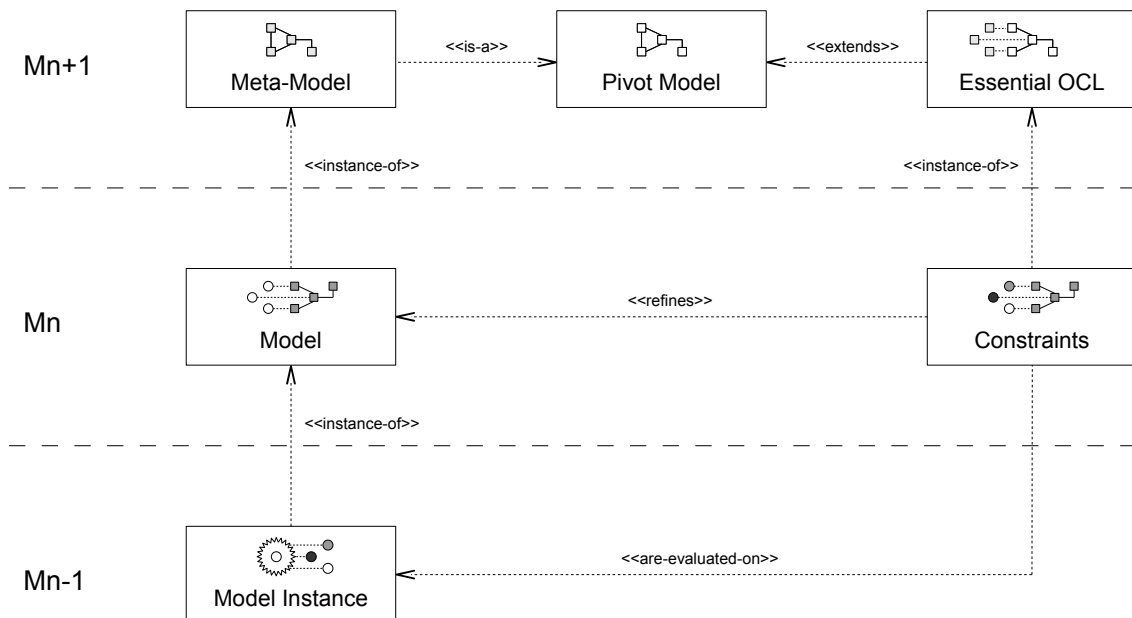 Mn+1
Meta-Model
<<is-a>>
Pivot Model
<<extends>>
Essential OCL
<<instance-of>>
<<instance-of>>
Mn
Model
<<refines>>
Constraints
<<instance-of>>
Mn-1
Model Instance
<<are-evaluated-on>>